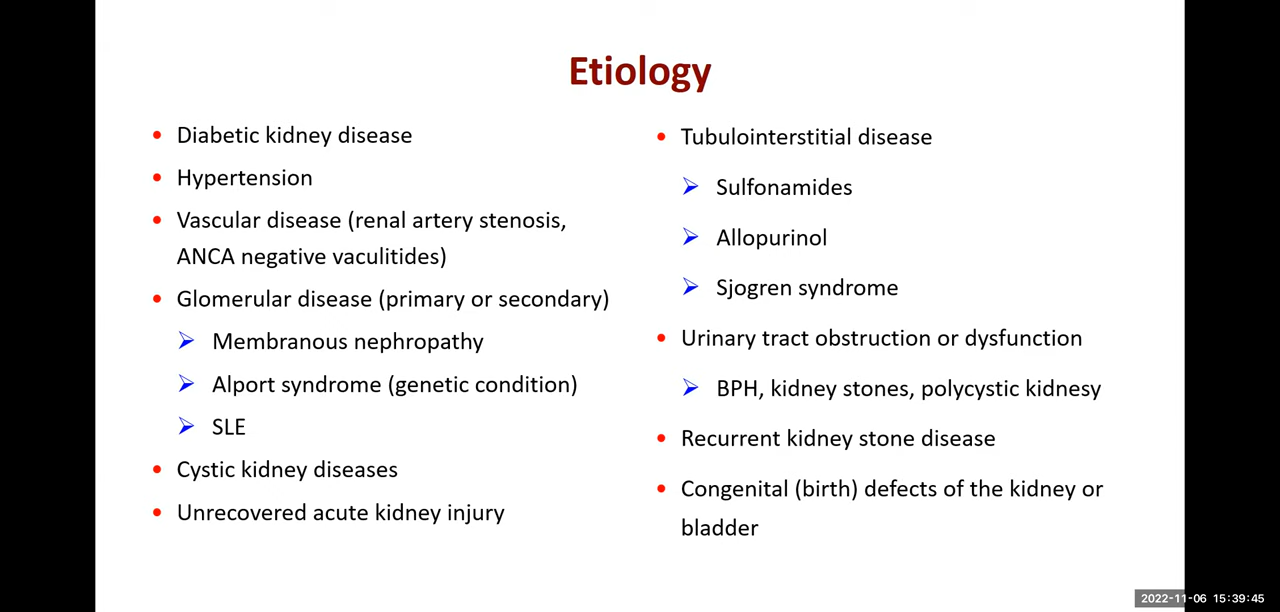 Etiology
• Diabetic kidney disease
• Hypertension
• Vascular disease (renal artery stenosis,
ANCA negative vaculitides)
• Glomerular disease (primary or secondary)
➢ Membranous nephropathy
➢ Alport syndrome (genetic condition)
➢ SLE
• Cystic kidney diseases
• Unrecovered acute kidney injury
• Tubulointerstitial disease
➢ Sulfonamides
➢ Allopurinol
➢ Sjogren syndrome
• Urinary tract obstruction or dysfunction
➢ BPH, kidney stones, polycystic kidnesy
• Recurrent kidney stone disease
• Congenital (birth) defects of the kidney or
bladder
2022-11-06 15:39:45